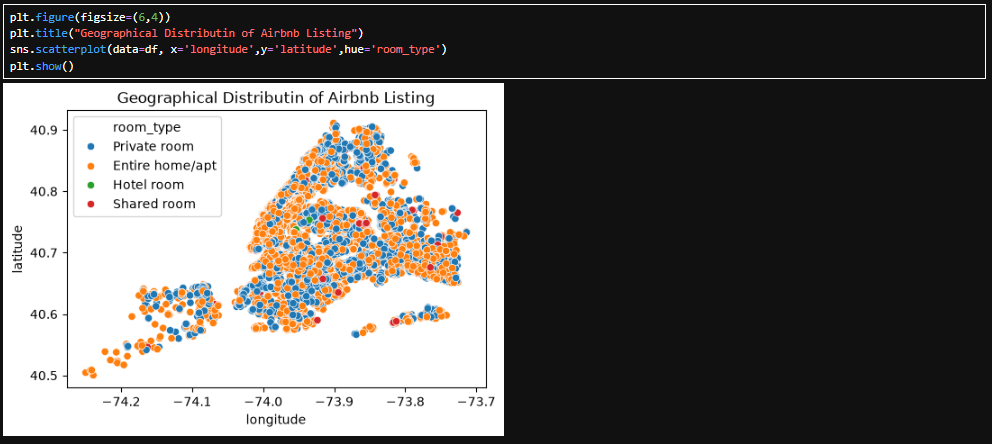 plt.figure(figsize=(6,4))
plt.title("Geographical Distributin of Airbnb Listing")
sns.scatterplot(data=df, x='longitude',y='latitude',hue='room_type')
plt.show()
Geographical Distributin of Airbnb Listing
room_type
Private room
Entire home/apt
Hotel room
Shared room
40.9
40.8
40.7
40.6
40.5
latitude
−74.2
−74.1
−74.0
−73.9
−73.8
−73.7
longitude